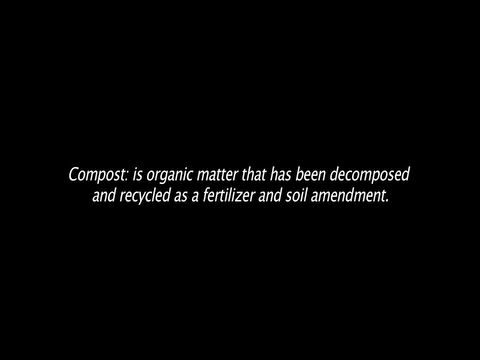 Compost: is organic matter that has been decomposed
and recycled as a fertilizer and soil amendment.